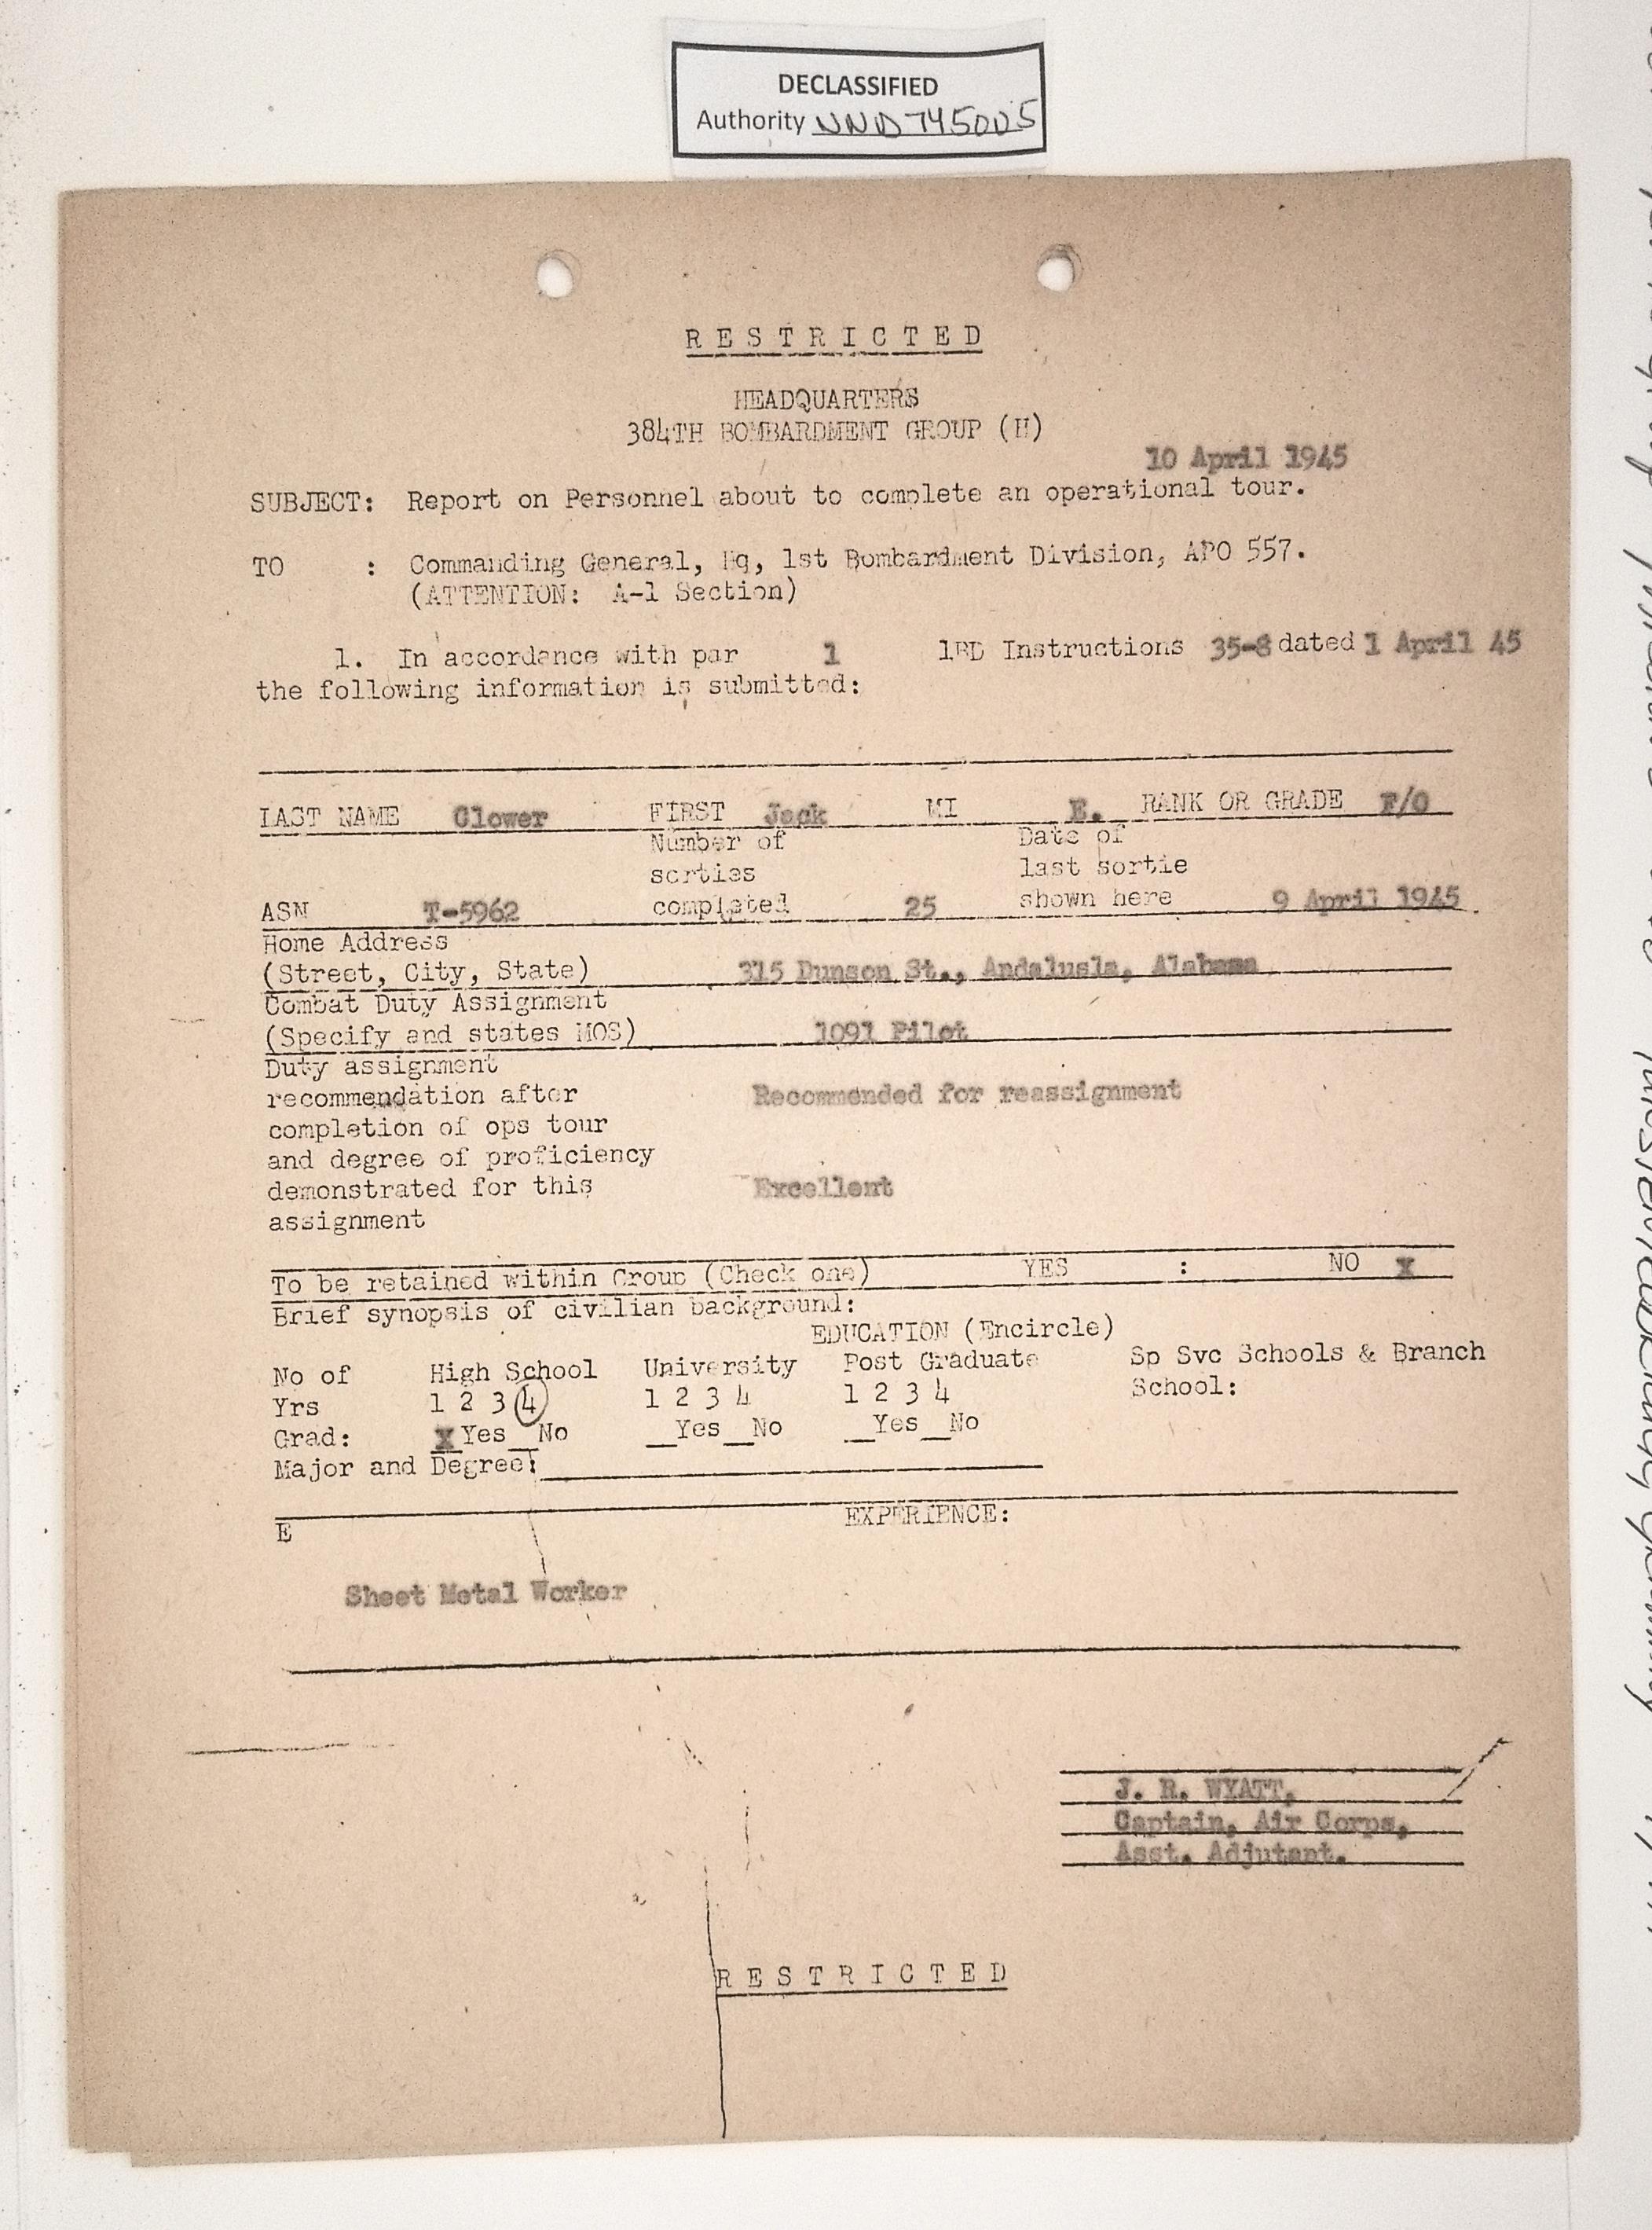 DECLASSIFIED
Authority NND745005
RESTRICTED
HEADQUARTERS
384TH BOMBARDMENT GROUP (H)
10 April 1945
SUBJECT: Report on Personnel about to complete an operational tour.
TO : Commanding General, Hq, 1st Bombardment Division, APO 557.
(ATTENTION: A-1 Section)
1. In accordance with par 1 1BD Instructions 35-8 dated 1 April 45
the following information is submitted:
LAST NAME Clower FIRST Jack MI E. RANK OR GRADE F/O
Number of Date of
sorties last sortie
ASN T-5962 completed 25 shown here 9 April 1945
Home Address
(Street, City, State) 315 Dunson St., Andalusia, Alabama
Combat Duty Assignment
(Specify and states MOS) 1091 Pilot
Duty assignment
recommendation after Recommended for reassignment
completion of ops tour
and degree of proficiency
demonstrated for this Excellent
assignment
To be retained within Group (Check one) YES : NO x
Brief synopsis of civilian background:
EDUCATION (Encircle)
No of High School University Post Graduate Sp Svc Schools & Branch
Yrs 1 2 3 4 1 2 3 4 1 2 3 4 School:
Grad: x Yes_No _Yes_No _Yes_No
Major and Degree:
E EXPERIENCE:
Sheet Metal Worker
J. R. WYATT,
Captain, Air Corps,
Asst. Adjutant.
RESTRICTED